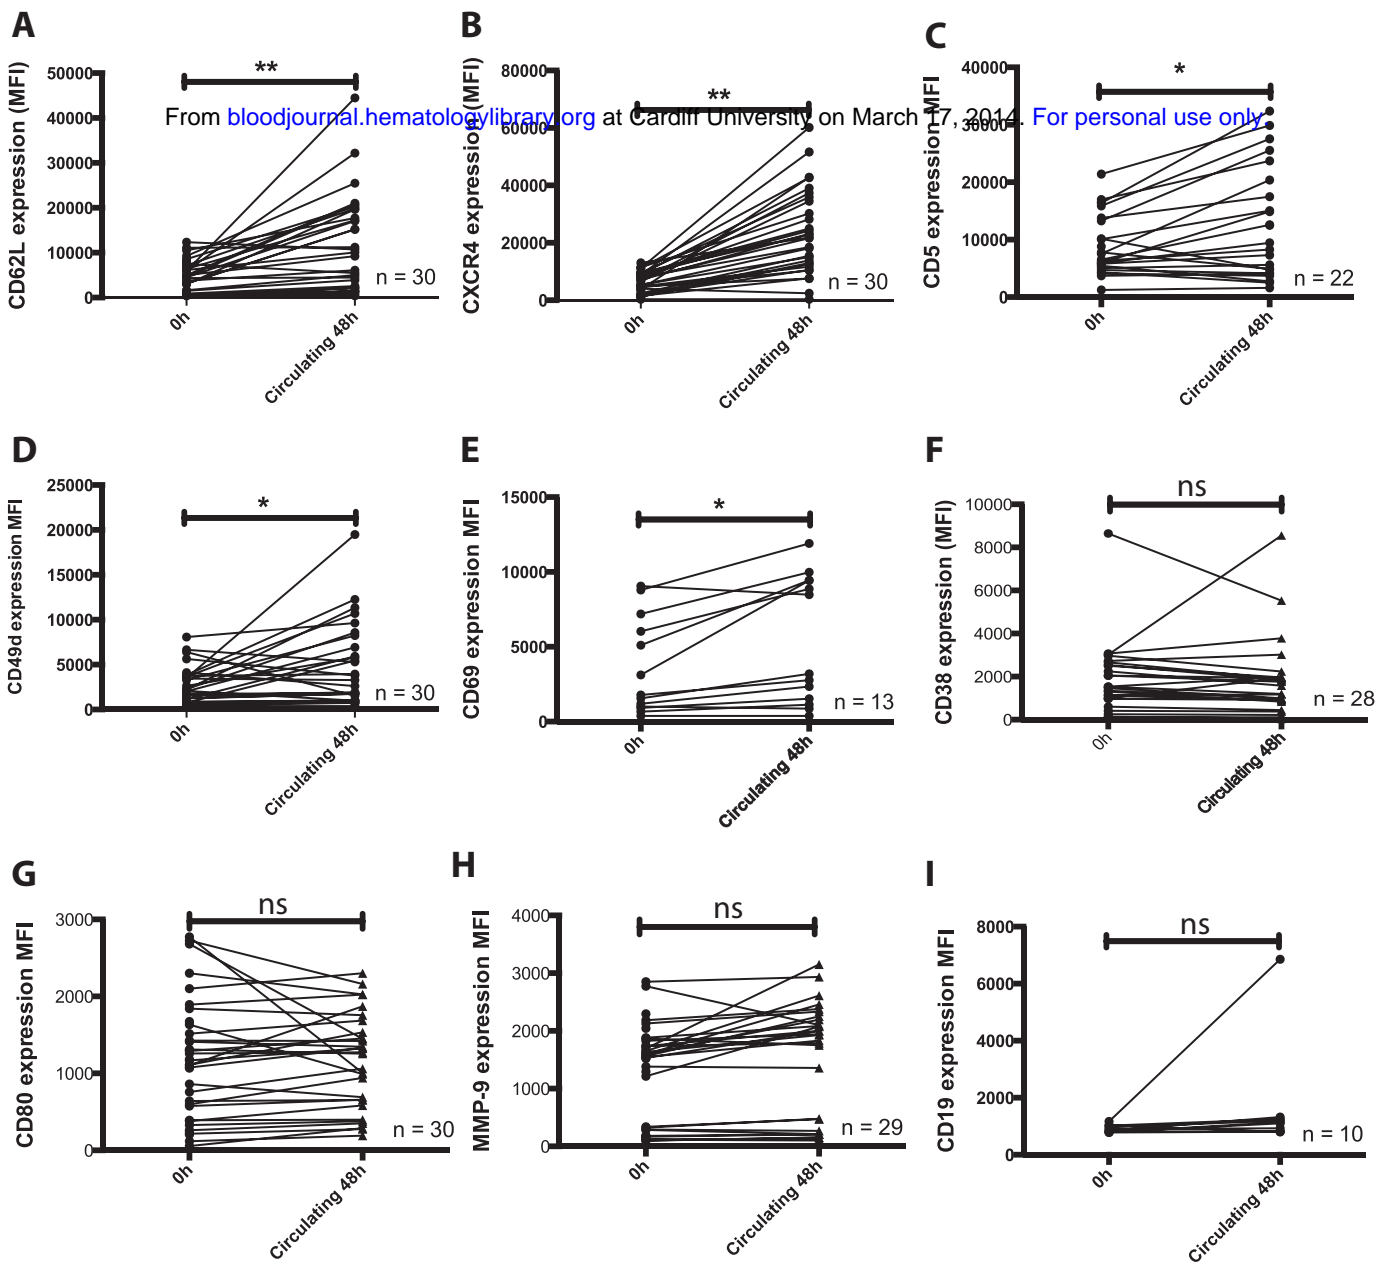 A
B
C
From bloodjournal.hematologylibrary.org at Cardiff University on March 17, 2014. For personal use only.
CD62L expression (MFI)
50000
40000
30000
20000
10000
0
**
n = 30
0h
Circulating 48h
CXCR4 expression (MFI)
80000
60000
40000
20000
0
**
n = 30
0h
Circulating 48h
CD5 expression MFI
40000
30000
20000
10000
0
*
n = 22
0h
Circulating 48h
D
E
F
CD49d expression MFI
25000
20000
15000
10000
5000
0
*
n = 30
0h
Circulating 48h
CD69 expression MFI
15000
10000
5000
0
*
n = 13
0h
Circulating 48h
CD38 expression (MFI)
10000
8000
6000
4000
2000
0
ns
n = 28
0h
Circulating 48h
G
H
I
CD80 expression MFI
3000
2000
1000
0
ns
n = 30
0h
Circulating 48h
MMP-9 expression MFI
4000
3000
2000
1000
0
ns
n = 29
0h
Circulating 48h
CD19 expression MFI
8000
6000
4000
2000
0
ns
n = 10
0h
Circulating 48h